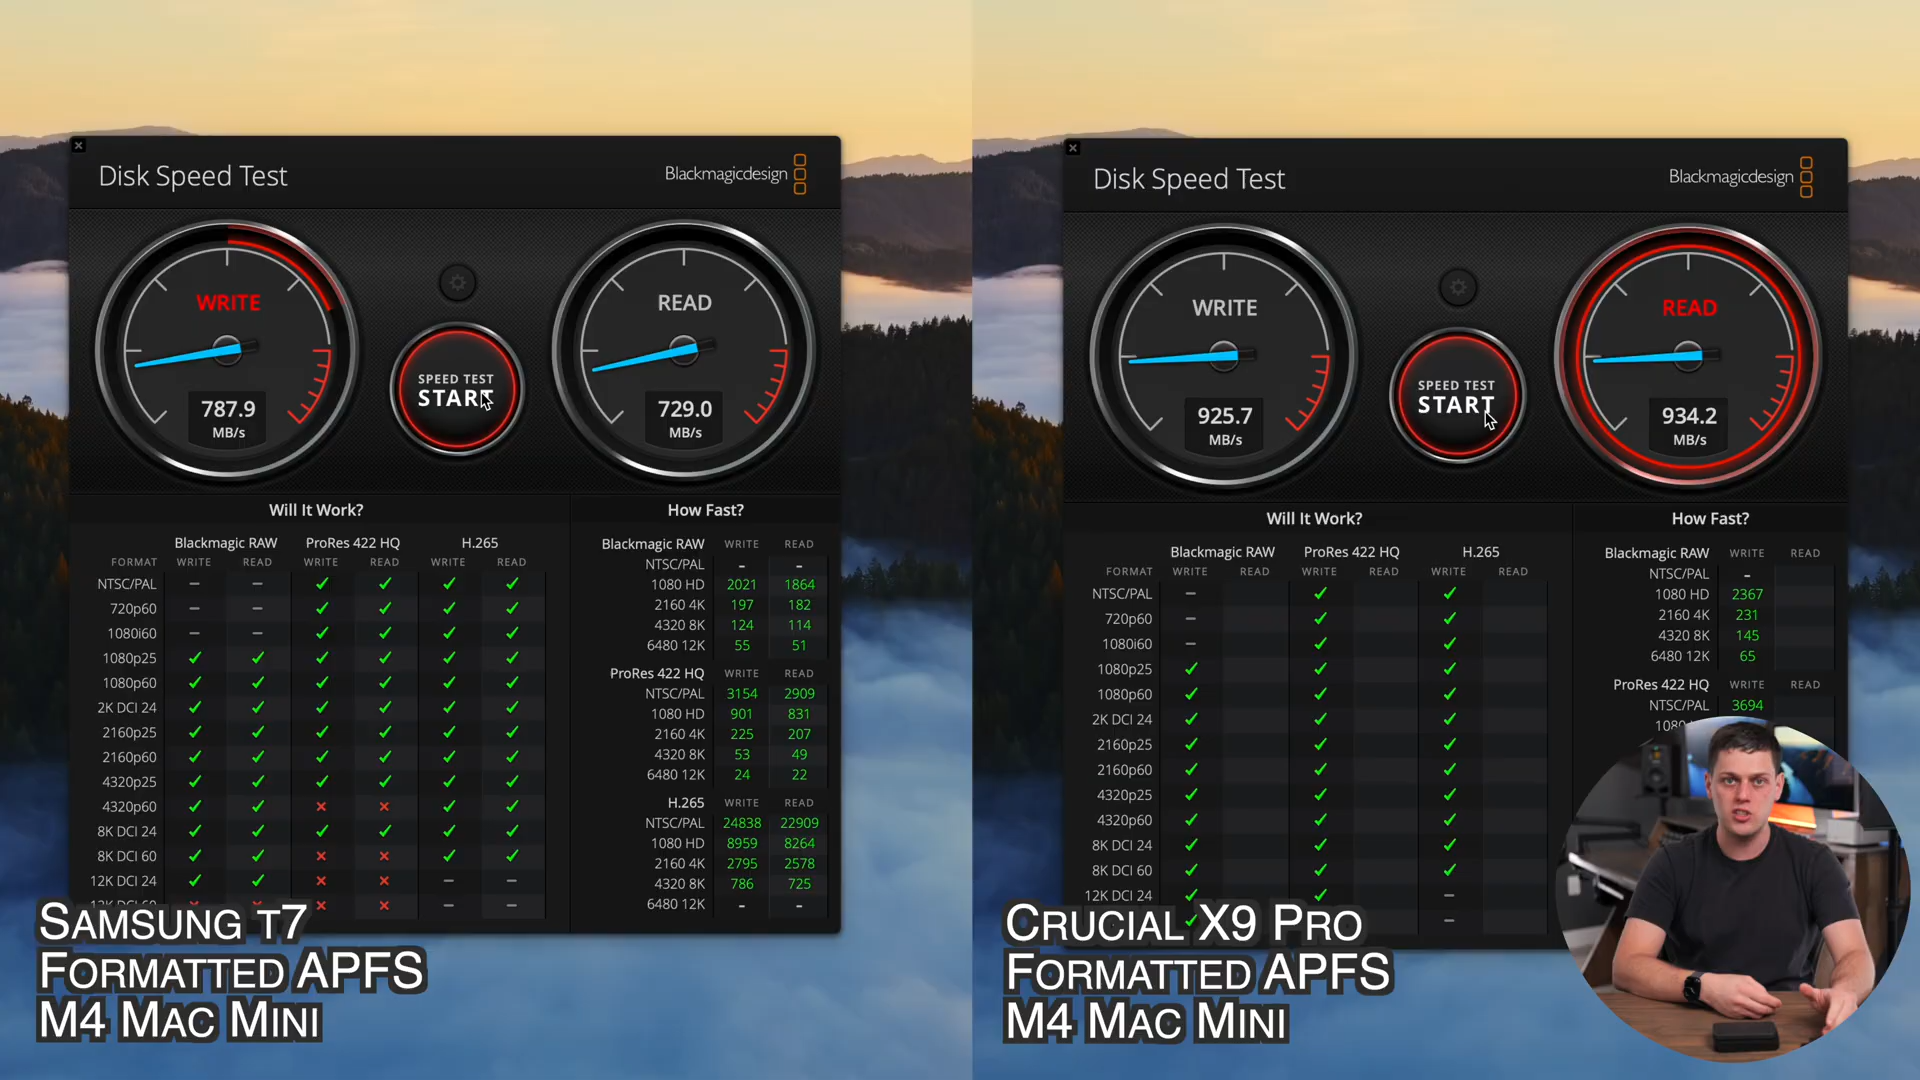 Disk Speed Test
Blackmagicdesign
WRITE
787.9
MB/s
SPEED TEST
START
READ
729.0
MB/s
Will It Work?
How Fast?
Blackmagic RAW ProRes 422 HQ H.265
FORMAT WRITE READ WRITE READ WRITE READ
NTSC/PAL – – ✓ ✓ ✓ ✓
720p60 – – ✓ ✓ ✓ ✓
1080i60 – – ✓ ✓ ✓ ✓
1080p25 ✓ ✓ ✓ ✓ ✓ ✓
1080p60 ✓ ✓ ✓ ✓ ✓ ✓
2K DCI 24 ✓ ✓ ✓ ✓ ✓ ✓
2160p25 ✓ ✓ ✓ ✓ ✓ ✓
2160p60 ✓ ✓ ✓ ✓ ✓ ✓
4320p25 ✓ ✓ ✓ ✓ ✓ ✓
4320p60 ✓ ✓ × × ✓ ✓
8K DCI 24 ✓ ✓ ✓ ✓ ✓ ✓
8K DCI 60 ✓ ✓ × × ✓ ✓
12K DCI 24 ✓ ✓ × × – –
Blackmagic RAW WRITE READ
NTSC/PAL - -
1080 HD 2021 1864
2160 4K 197 182
4320 8K 124 114
6480 12K 55 51
ProRes 422 HQ WRITE READ
NTSC/PAL 3154 2909
1080 HD 901 831
2160 4K 225 207
4320 8K 53 49
6480 12K 24 22
H.265 WRITE READ
NTSC/PAL 24838 22909
1080 HD 8959 8264
2160 4K 2795 2578
4320 8K 786 725
6480 12K - -
Samsung T7
Formatted APFS
M4 Mac Mini
Disk Speed Test
Blackmagicdesign
WRITE
925.7
MB/s
SPEED TEST
START
READ
934.2
MB/s
Will It Work?
How Fast?
Blackmagic RAW ProRes 422 HQ H.265
FORMAT WRITE READ WRITE READ WRITE READ
NTSC/PAL – ✓ ✓
720p60 – ✓ ✓
1080i60 – ✓ ✓
1080p25 ✓ ✓ ✓
1080p60 ✓ ✓ ✓
2K DCI 24 ✓ ✓ ✓
2160p25 ✓ ✓ ✓
2160p60 ✓ ✓ ✓
4320p25 ✓ ✓ ✓
4320p60 ✓ ✓ ✓
8K DCI 24 ✓ ✓ ✓
8K DCI 60 ✓ ✓ ✓
12K DCI 24 ✓ ✓ –
Blackmagic RAW WRITE READ
NTSC/PAL -
1080 HD 2367
2160 4K 231
4320 8K 145
6480 12K 65
ProRes 422 HQ WRITE READ
NTSC/PAL 3694
Crucial X9 Pro
Formatted APFS
M4 Mac Mini